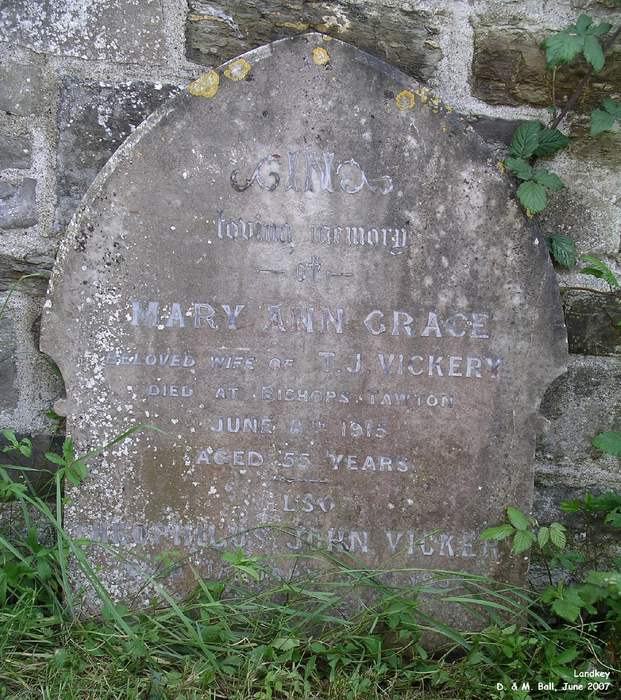 IN
loving memory
of
MARY ANN GRACE
BELOVED WIFE OF T.J. VICKERY
DIED AT BISHOPS TAWTON
JUNE 1915
AGED 55 YEARS
ALSO
THEOPHILUS JOHN VICKERY
Landkey
D. & M. Ball, June 2007